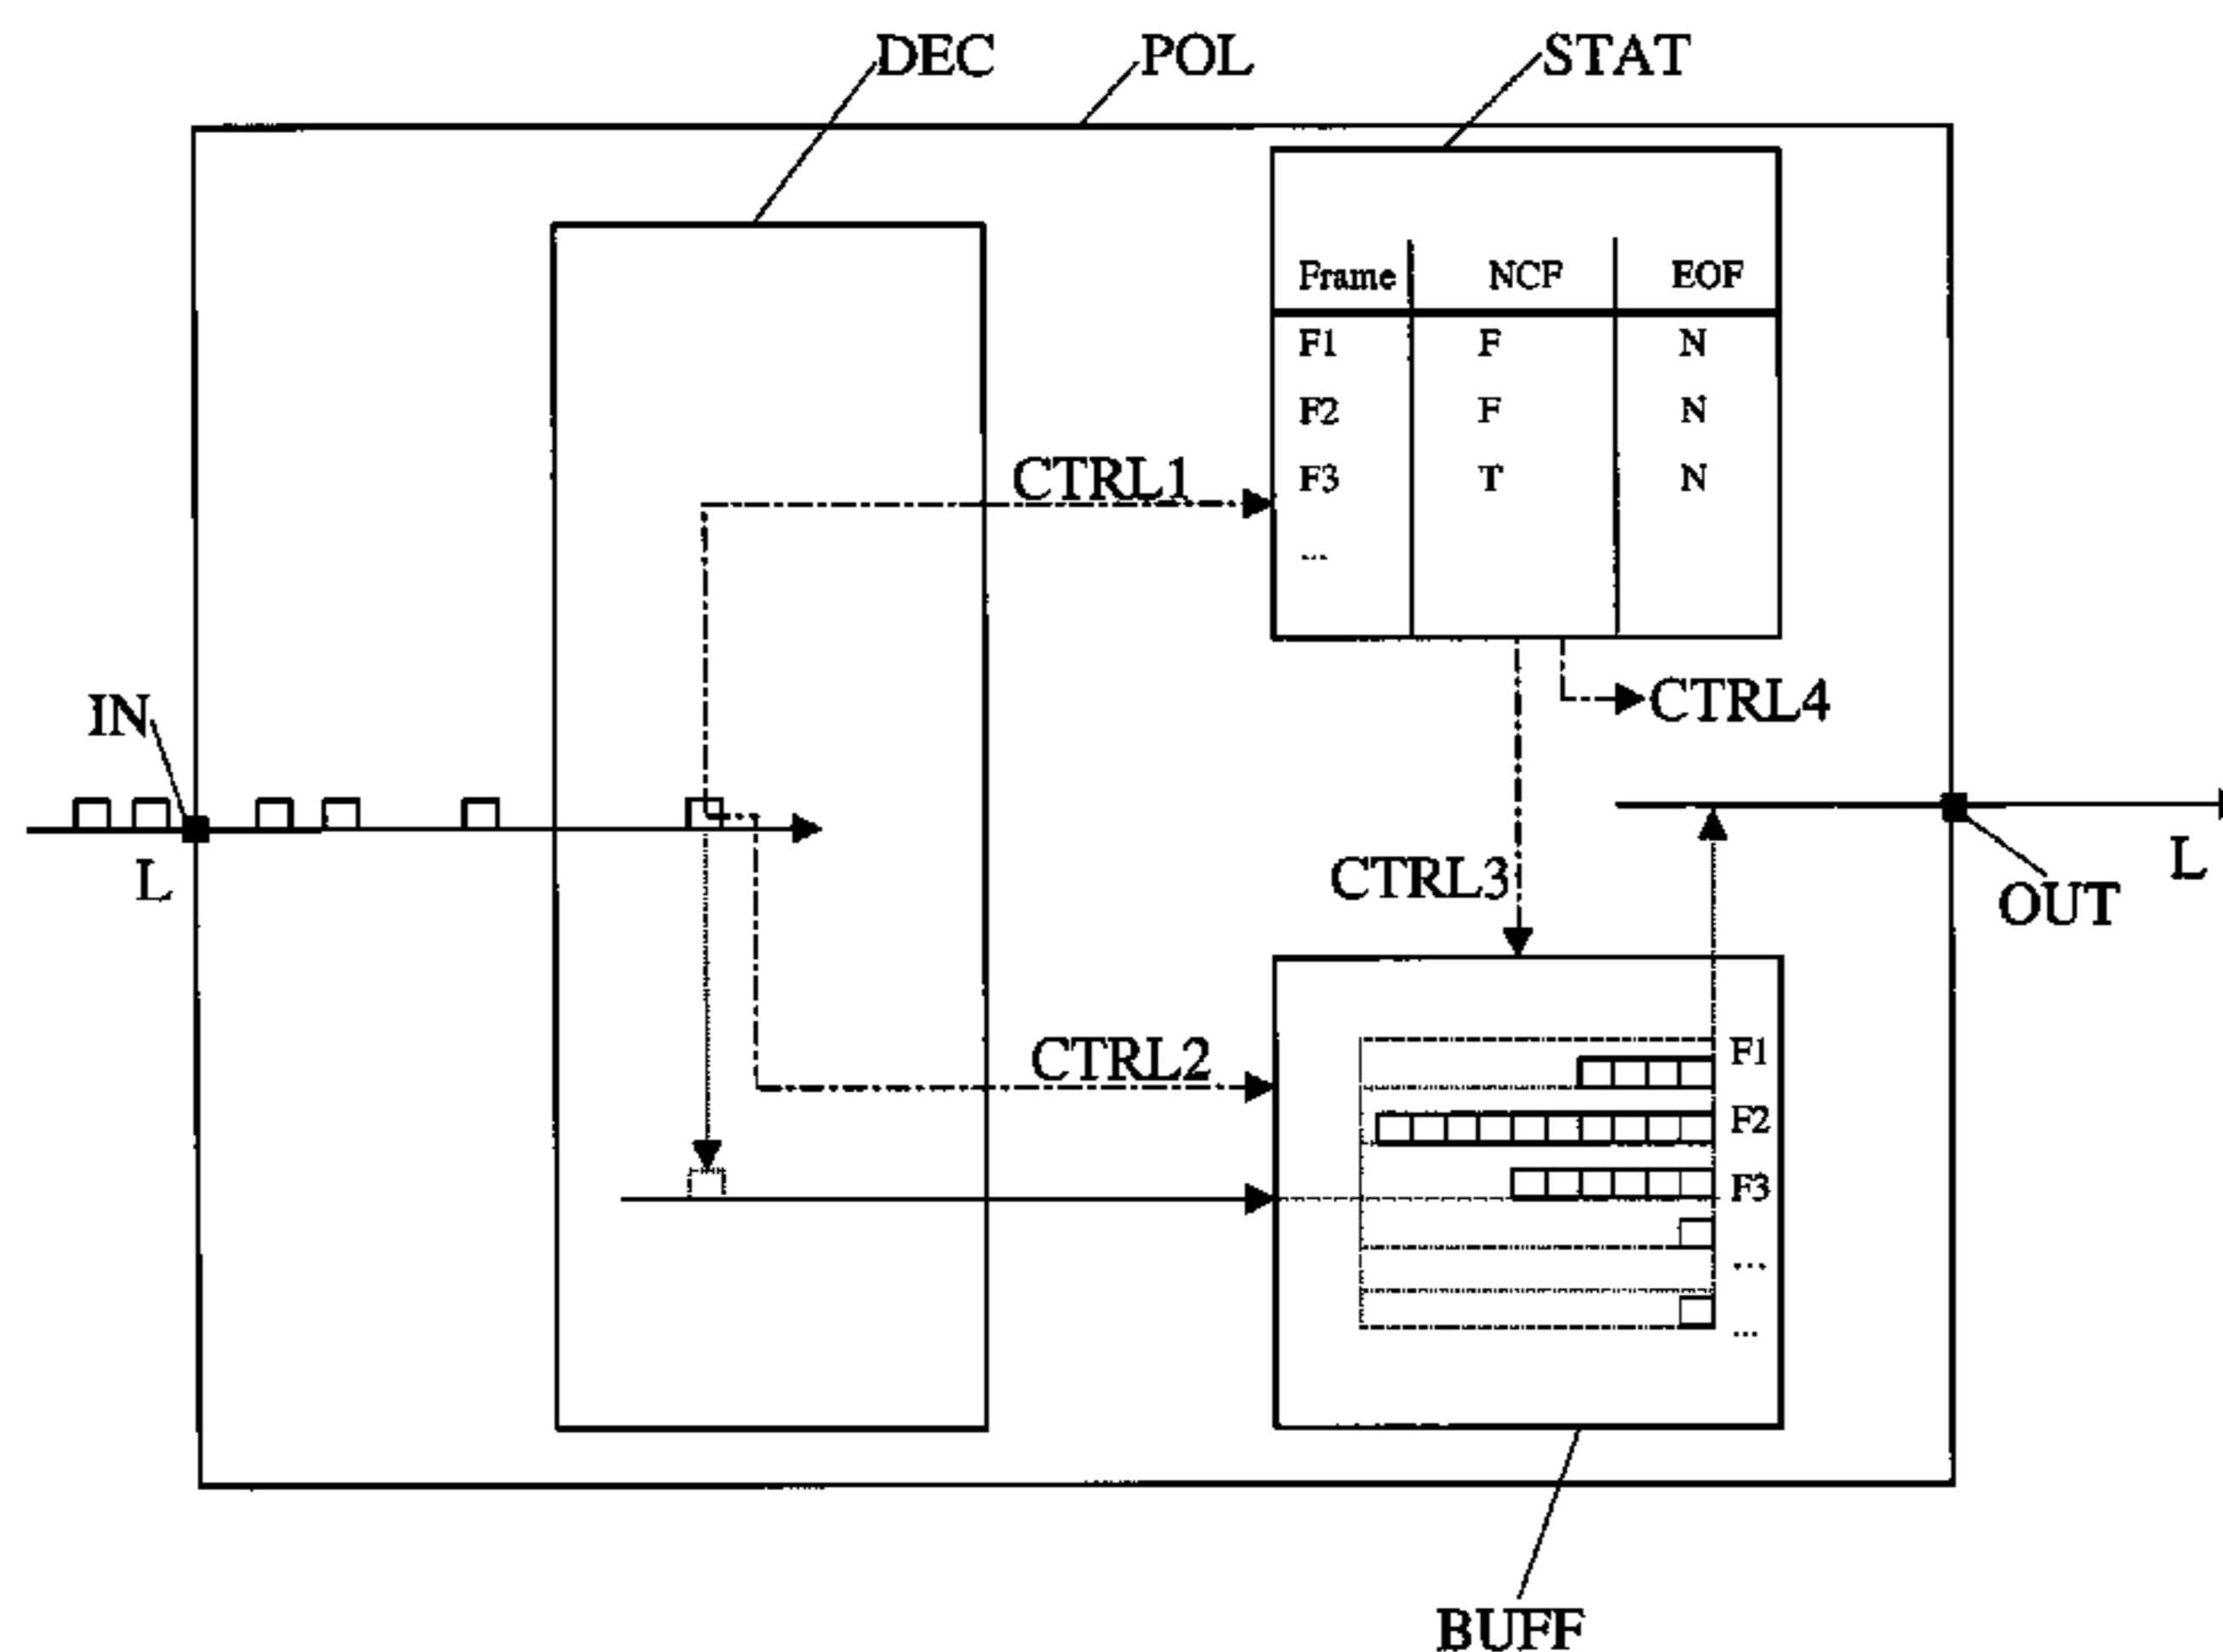 DEC POL STAT
Frame NCF EOF
F1 F N
F2 F N
F3 T N
...
CTRL1
IN
CTRL4
L
CTRL3
L
OUT
CTRL2
F1
F2
F3
...
...
BUFF